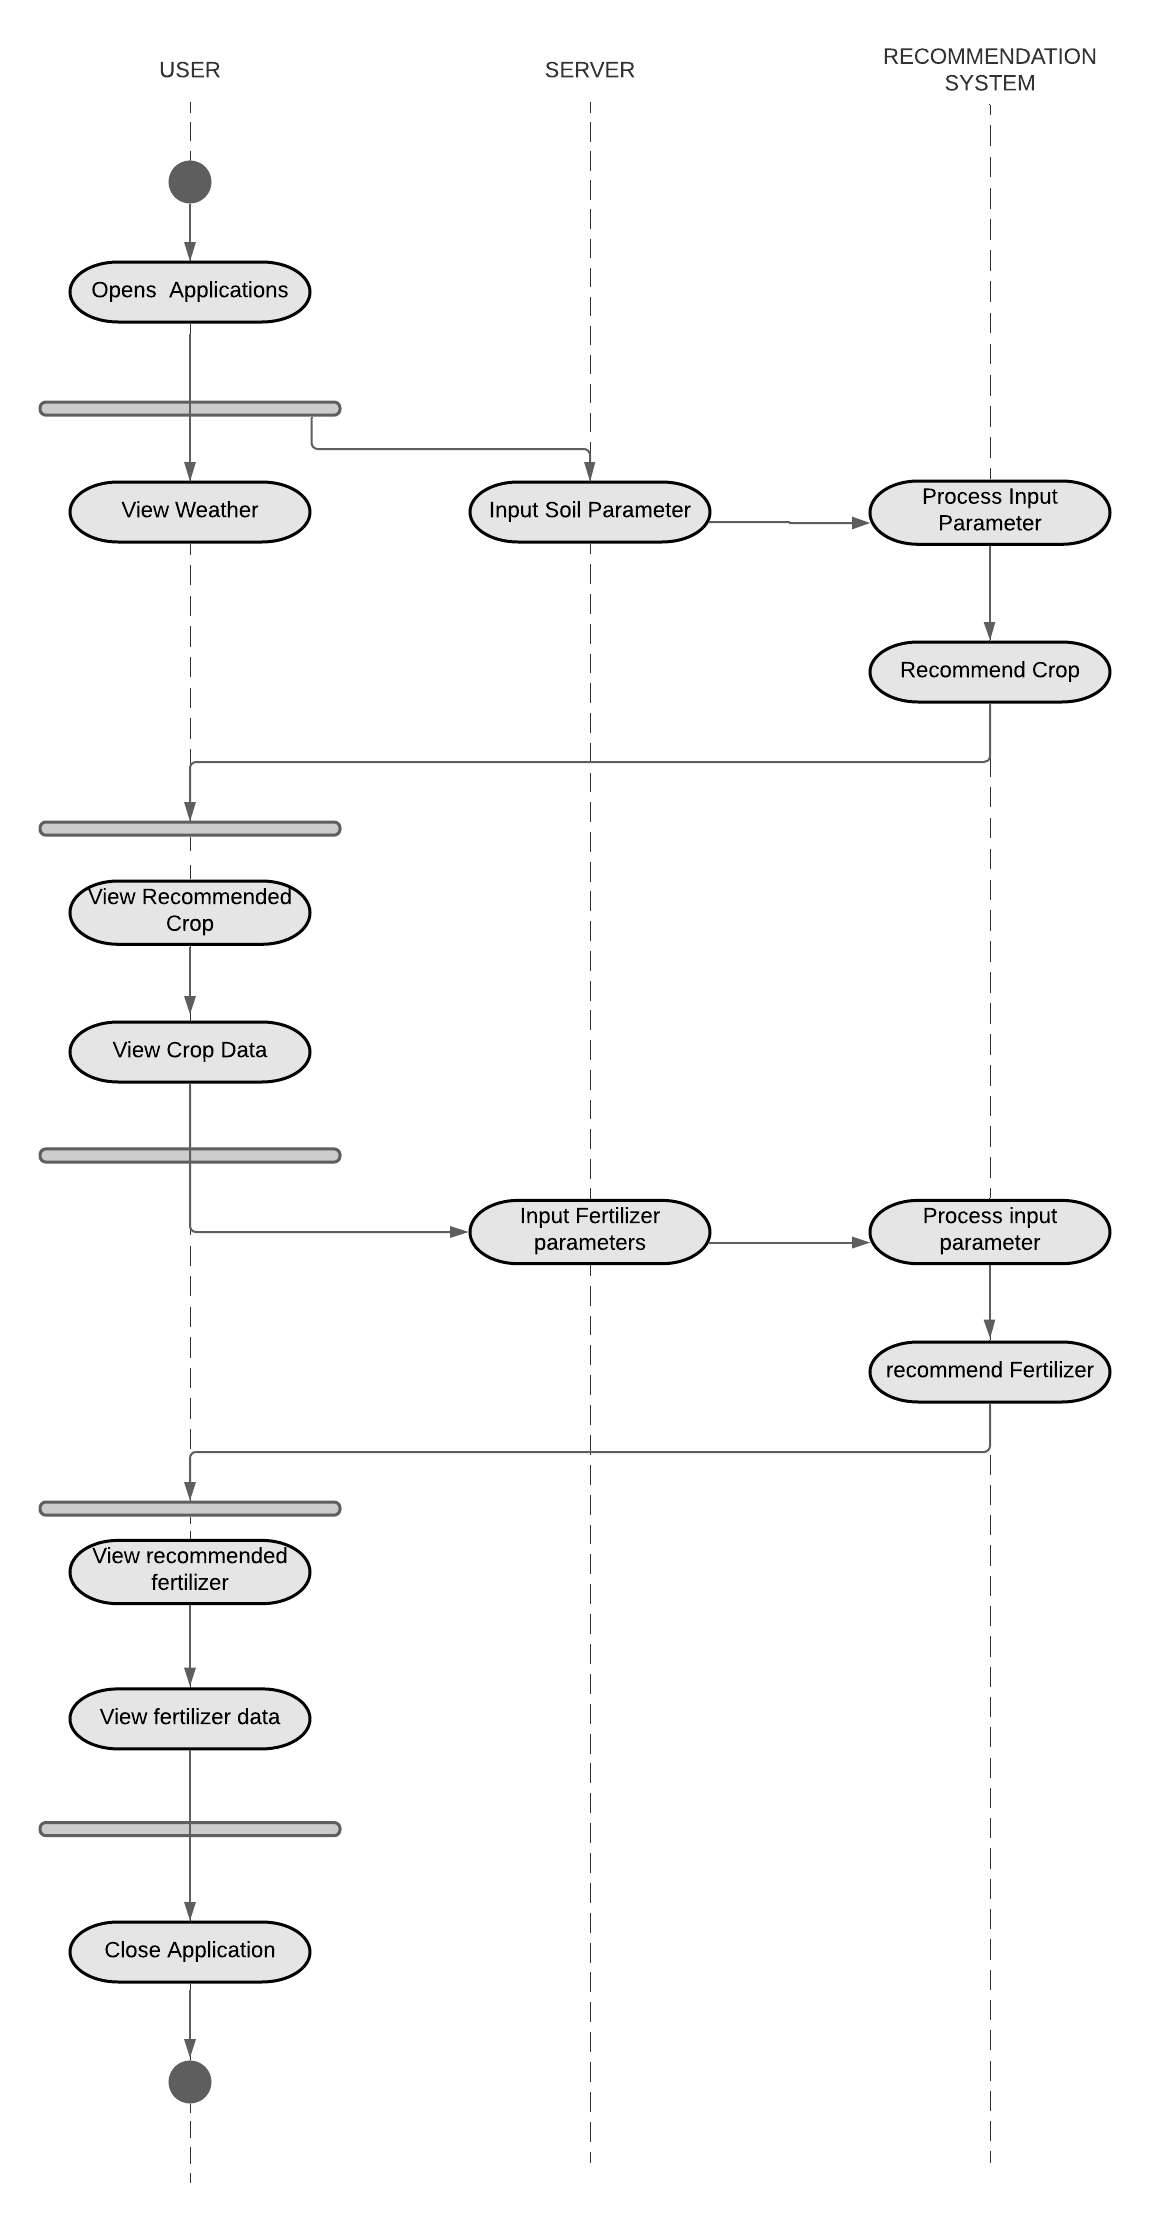 USER
SERVER
RECOMMENDATION
SYSTEM
Opens  Applications
View Weather
Input Soil Parameter
Process Input
Parameter
Recommend Crop
View Recommended
Crop
View Crop Data
Input Fertilizer
parameters
Process input
parameter
recommend Fertilizer
View recommended
fertilizer
View fertilizer data
Close Application